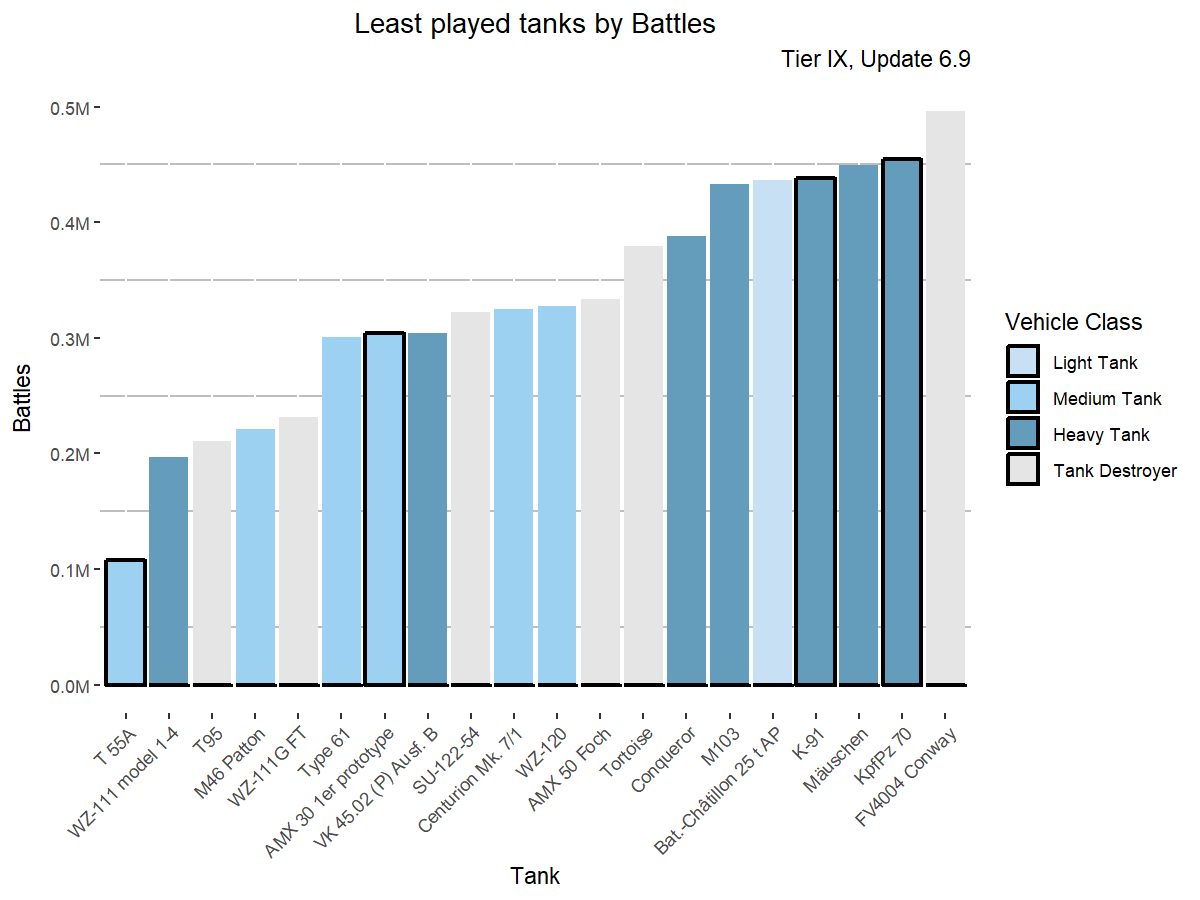 Least played tanks by Battles
Tier IX, Update 6.9
0.5M
0.4M
0.3M
0.2M
0.1M
0.0M
Battles
T 55A
WZ-111 model 1-4
T95
M46 Patton
WZ-111G FT
Type 61
AMX 30 1er prototype
VK 45.02 (P) Ausf. B
SU-122-54
Centurion Mk. 7/1
WZ-120
AMX 50 Foch
Tortoise
Conqueror
M103
Bat.-Châtillon 25 t AP
K-91
Mäuschen
KpfPz 70
FV4004 Conway
Tank
Vehicle Class
Light Tank
Medium Tank
Heavy Tank
Tank Destroyer